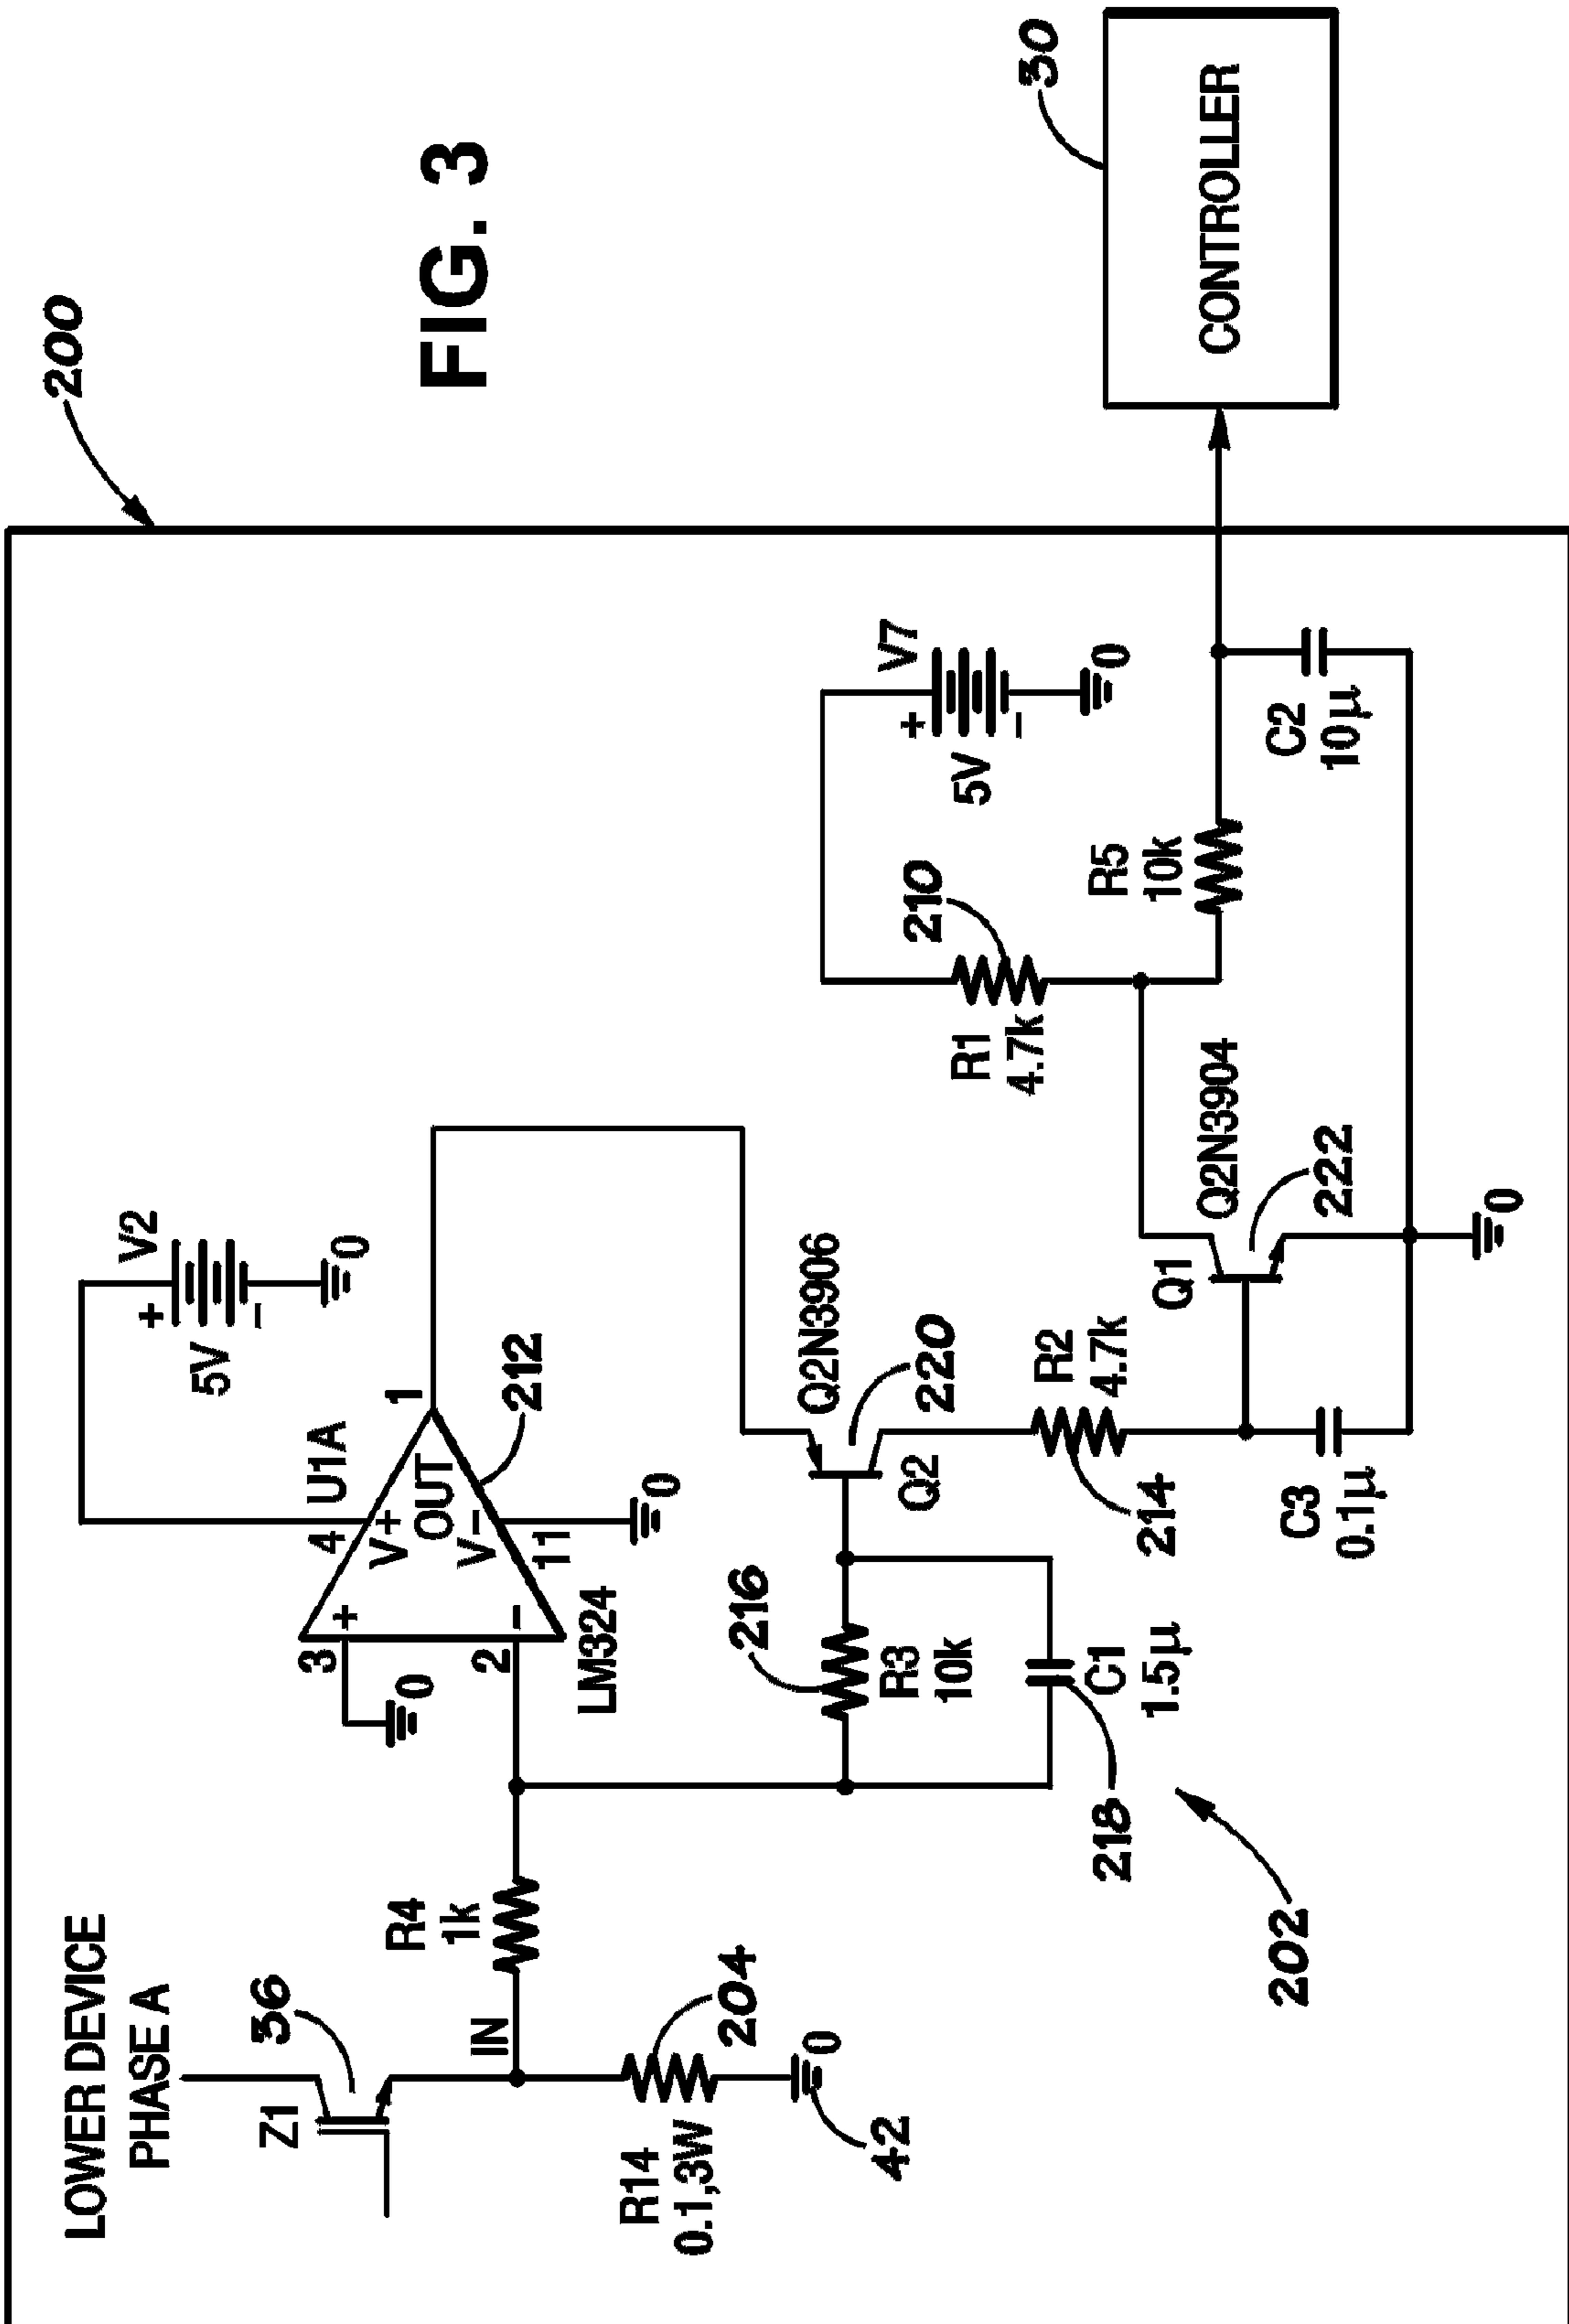 200
FIG. 3
LOWER DEVICE
PHASE A
Z1
36
IN
R4
1k
R14
0.1,3W
204
42
0
3
+
0
2
−
4
V+
U1A
OUT
V−
1
11
0
LM324
212
V2
+
5V
−
0
216
R3
10k
218
C1
1.5µ
202
Q2N3906
220
Q2
R2
4.7k
214
C3
0.1µ
Q1
Q2N3904
222
0
R1
4.7k
210
V7
+
5V
−
0
R5
10k
C2
10µ
CONTROLLER
30